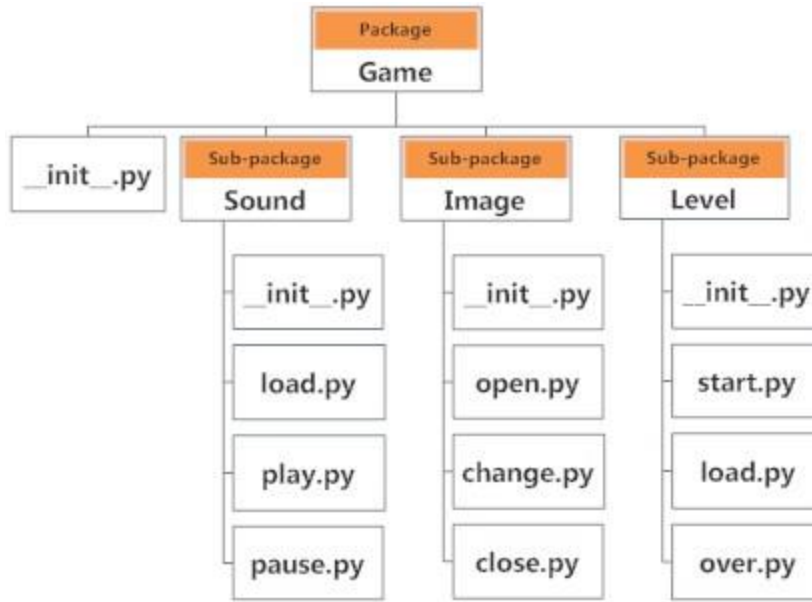 Package
Game
__init__.py
Sub-package
Sound
Sub-package
Image
Sub-package
Level
__init__.py
load.py
play.py
pause.py
__init__.py
open.py
change.py
close.py
__init__.py
start.py
load.py
over.py